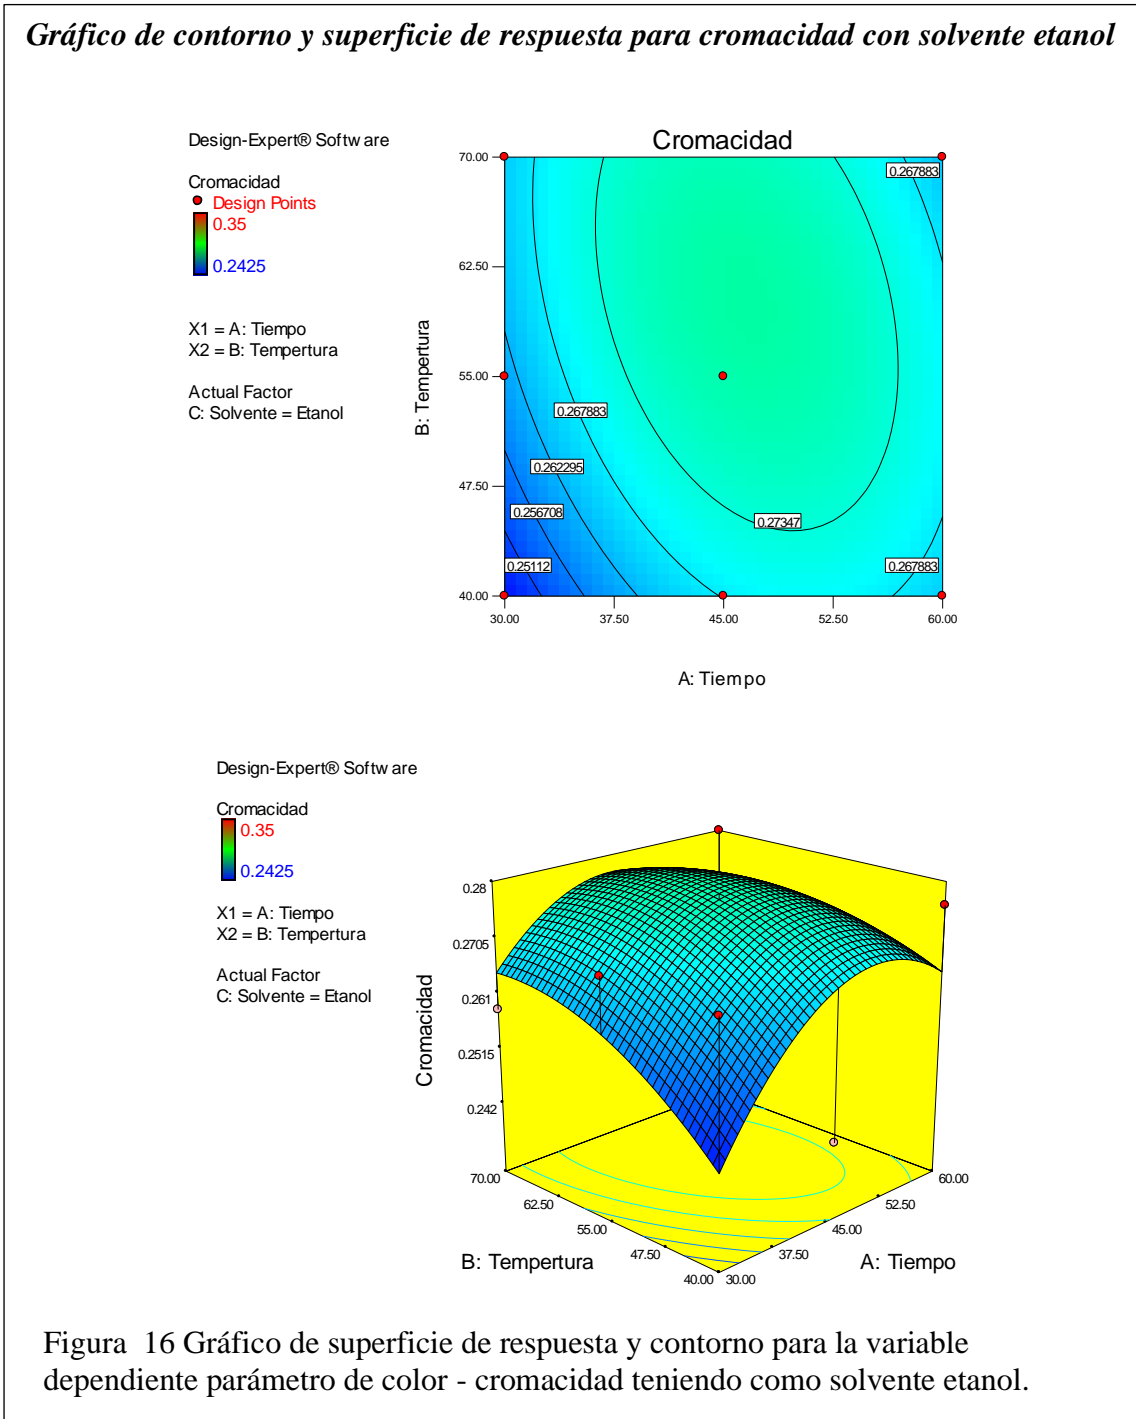 Gráfico de contorno y superficie de respuesta para cromacidad con solvente etanol
Design-Expert® Software
Cromacidad
Design Points
0.35
0.2425
X1 = A: Tiempo
X2 = B: Tempertura
Actual Factor
C: Solvente = Etanol
Cromacidad
70.00
62.50
55.00
47.50
40.00
B: Tempertura
0.267883
0.267883
0.262295
0.256708
0.25112
0.27347
0.267883
30.00
37.50
45.00
52.50
60.00
A: Tiempo
Design-Expert® Software
Cromacidad
0.35
0.2425
X1 = A: Tiempo
X2 = B: Tempertura
Actual Factor
C: Solvente = Etanol
0.28
0.2705
0.261
0.2515
0.242
Cromacidad
70.00
62.50
55.00
47.50
40.00
B: Tempertura
30.00
37.50
45.00
52.50
60.00
A: Tiempo
Figura 16 Gráfico de superficie de respuesta y contorno para la variable
dependiente parámetro de color - cromacidad teniendo como solvente etanol.